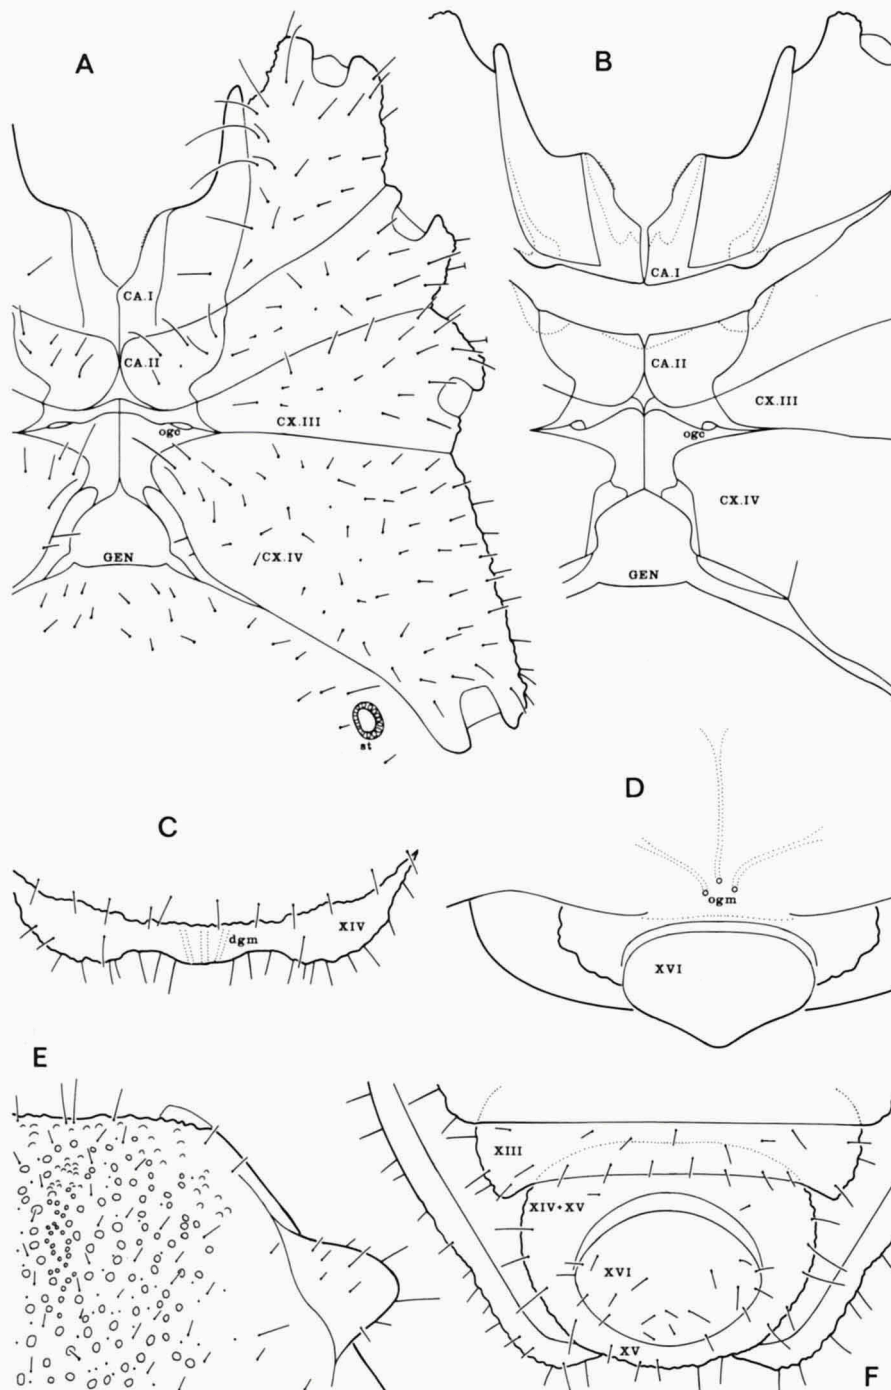 A
B
CA.I
CA.I
CA.II
CA.II
CX.III
CX.III
ogc
ogc
CX.IV
CX.IV
GEN
GEN
st
C
D
XIV
dgm
ogm
XVI
E
XIII
XIV+XV
XVI
XV
F